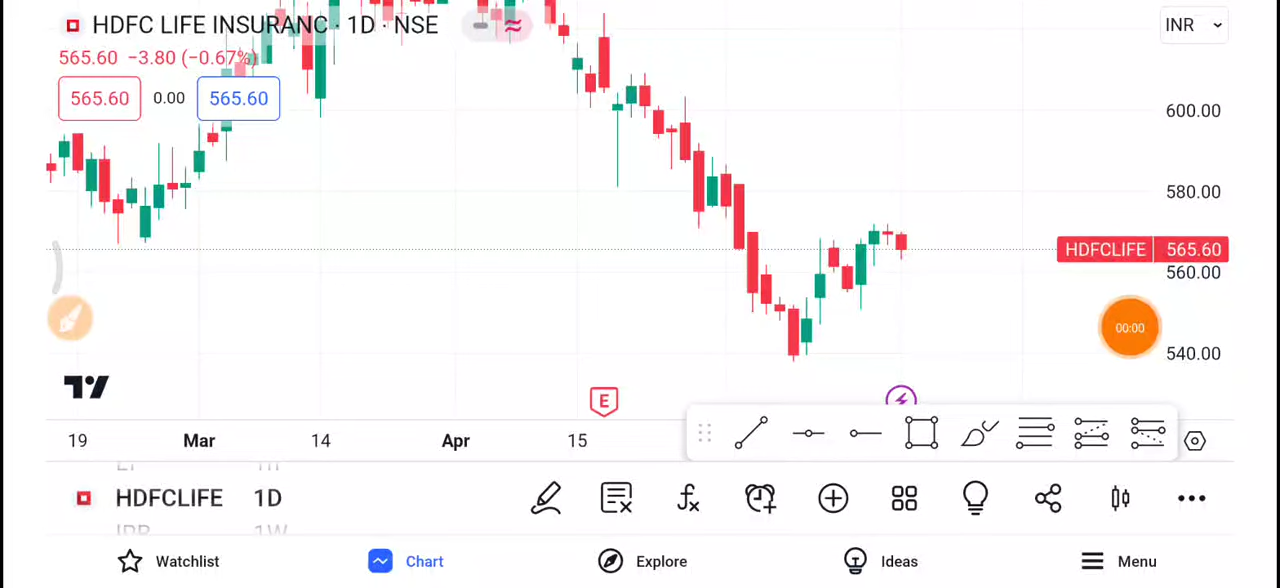 HDFC LIFE INSURANC · 1D · NSE
INR
565.60 −3.80 (−0.67%)
565.60 0.00 565.60
600.00
580.00
HDFCLIFE 565.60
560.00
00:00
540.00
E
19 Mar 14 Apr 15
HDFCLIFE 1D
1W
Watchlist Chart Explore Ideas Menu